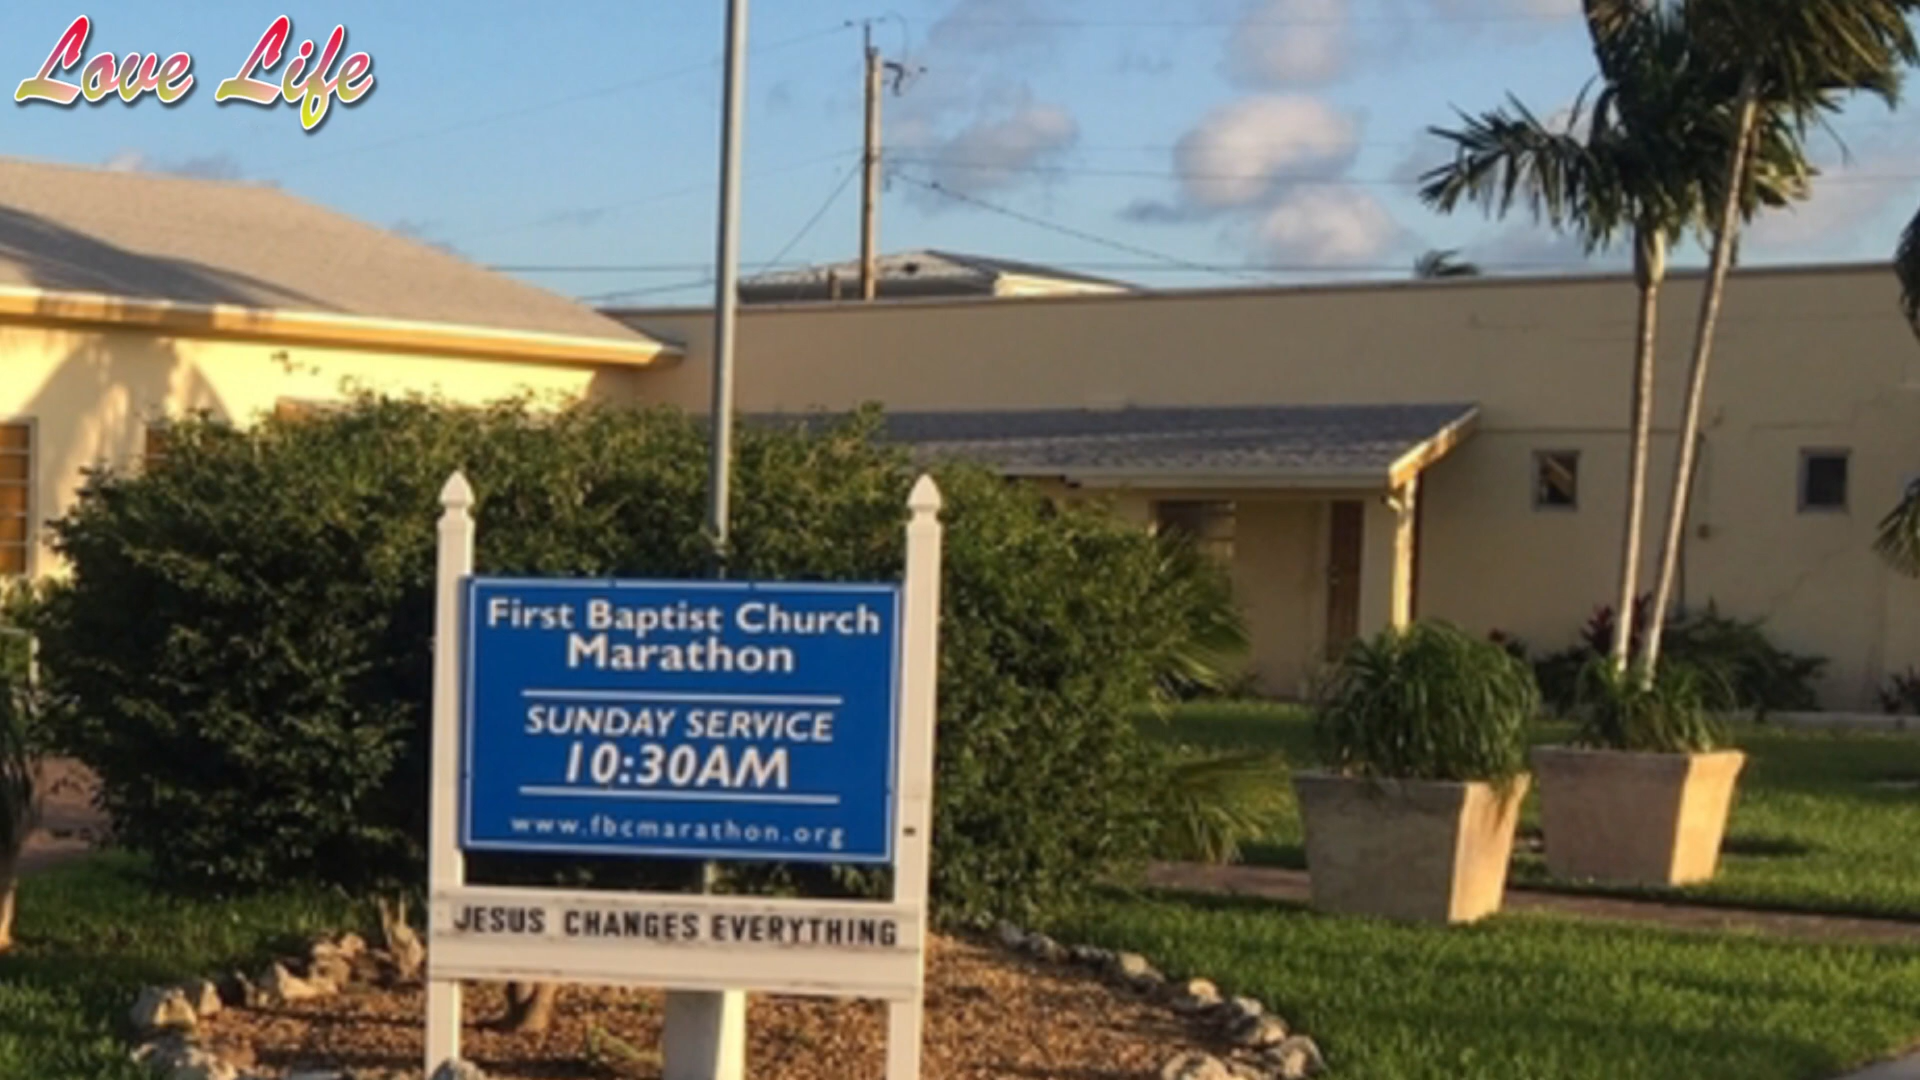 Love Life
First Baptist Church
Marathon
SUNDAY SERVICE
10:30AM
www.fbcmarathon.org
JESUS CHANGES EVERYTHING